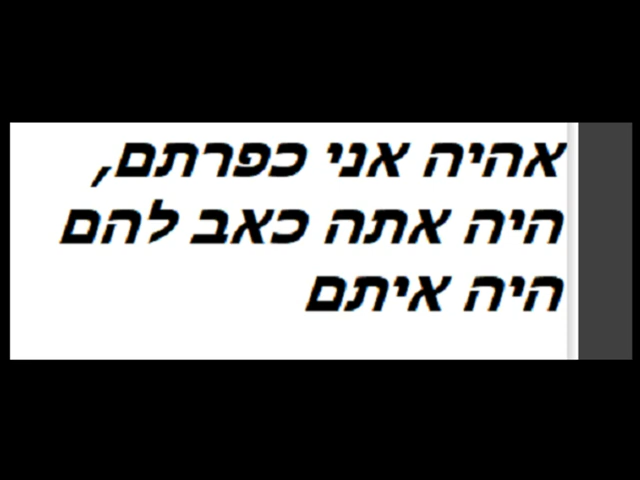 אהיה אני כפרתם,
היה אתה כאב להם
היה איתם